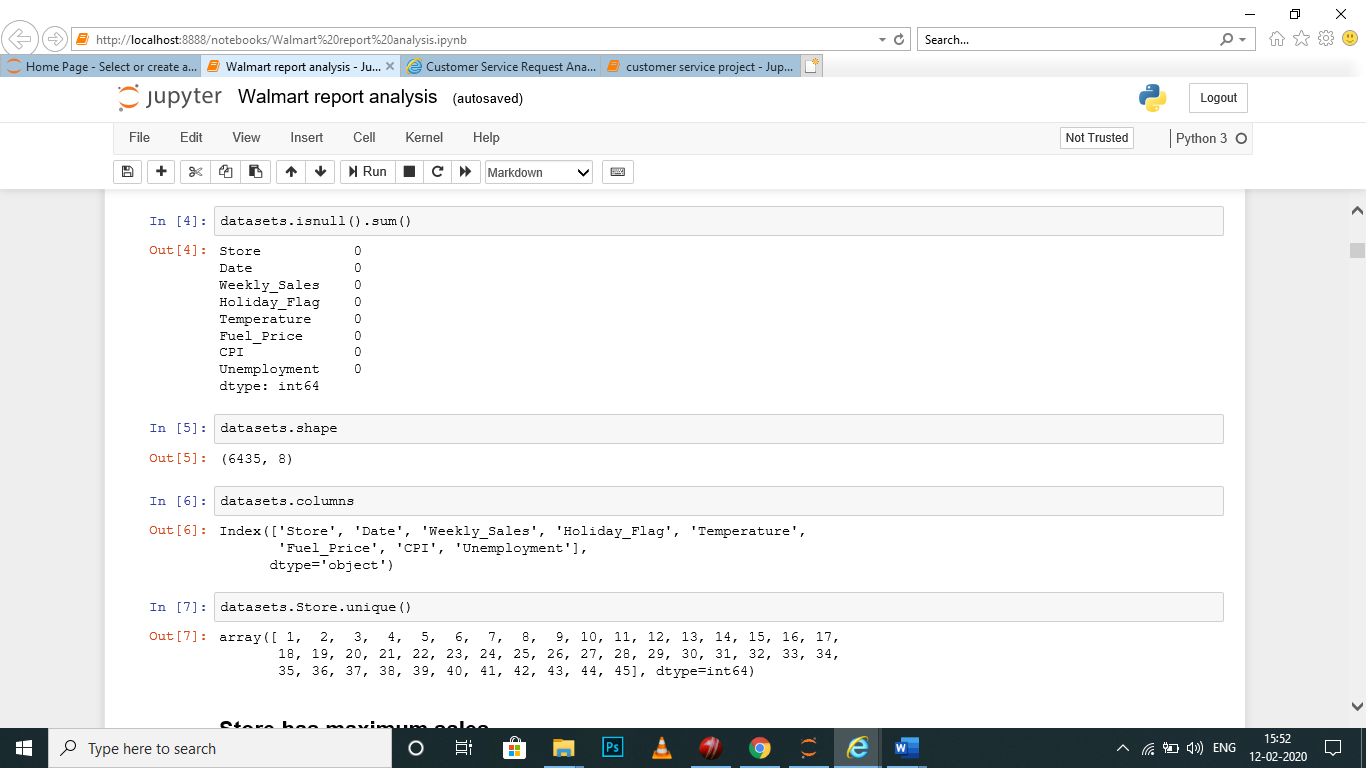 http://localhost:8888/notebooks/Walmart%20report%20analysis.ipynb
Search...
Home Page - Select or create a...
Walmart report analysis - Ju...
Customer Service Request Ana...
customer service project - Jup...
jupyter Walmart report analysis (autosaved)
Logout
File Edit View Insert Cell Kernel Help
Not Trusted
Python 3
Run
Markdown
In [4]: datasets.isnull().sum()
Out[4]: Store 0
Date 0
Weekly_Sales 0
Holiday_Flag 0
Temperature 0
Fuel_Price 0
CPI 0
Unemployment 0
dtype: int64
In [5]: datasets.shape
Out[5]: (6435, 8)
In [6]: datasets.columns
Out[6]: Index(['Store', 'Date', 'Weekly_Sales', 'Holiday_Flag', 'Temperature',
'Fuel_Price', 'CPI', 'Unemployment'],
dtype='object')
In [7]: datasets.Store.unique()
Out[7]: array([ 1, 2, 3, 4, 5, 6, 7, 8, 9, 10, 11, 12, 13, 14, 15, 16, 17,
18, 19, 20, 21, 22, 23, 24, 25, 26, 27, 28, 29, 30, 31, 32, 33, 34,
35, 36, 37, 38, 39, 40, 41, 42, 43, 44, 45], dtype=int64)
Store has maximum sales
Type here to search
Ps
ENG
15:52
12-02-2020